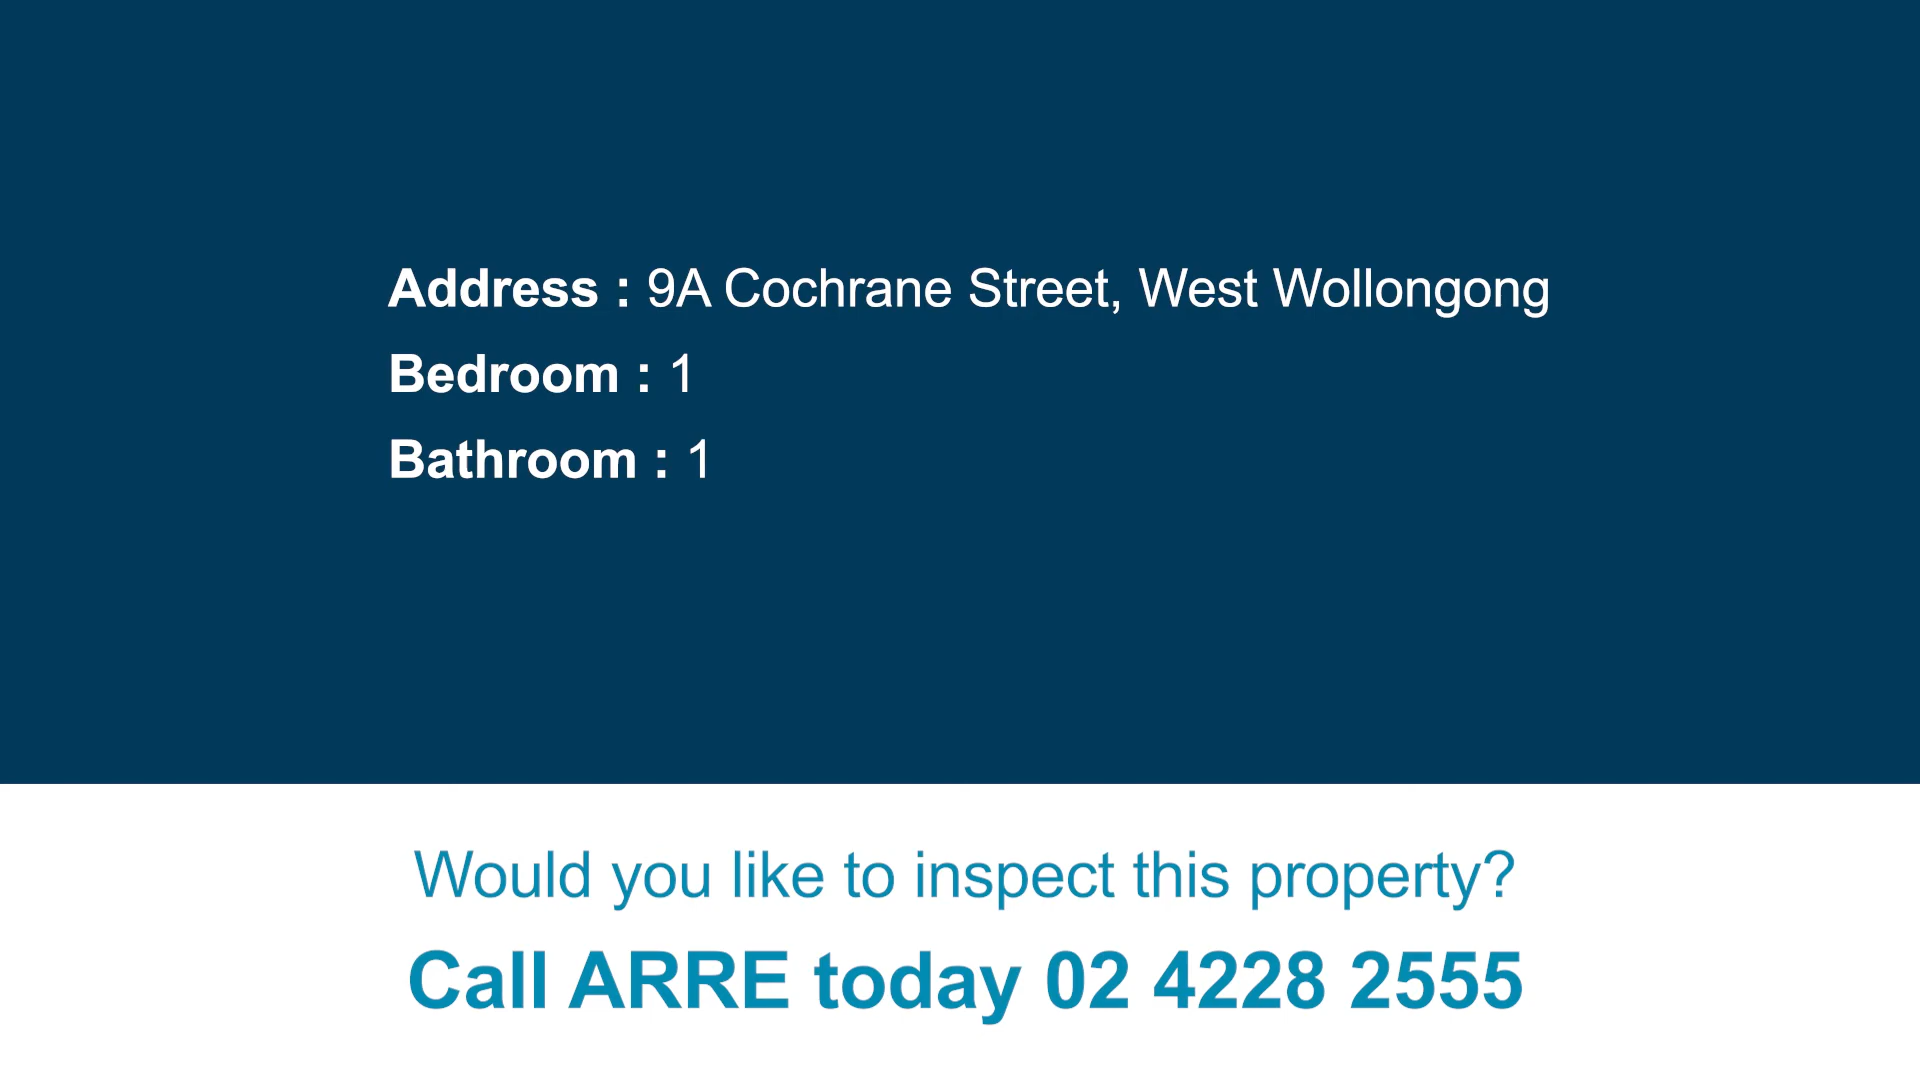 Address : 9A Cochrane Street, West Wollongong
Bedroom : 1
Bathroom : 1
Would you like to inspect this property?
Call ARRE today 02 4228 2555